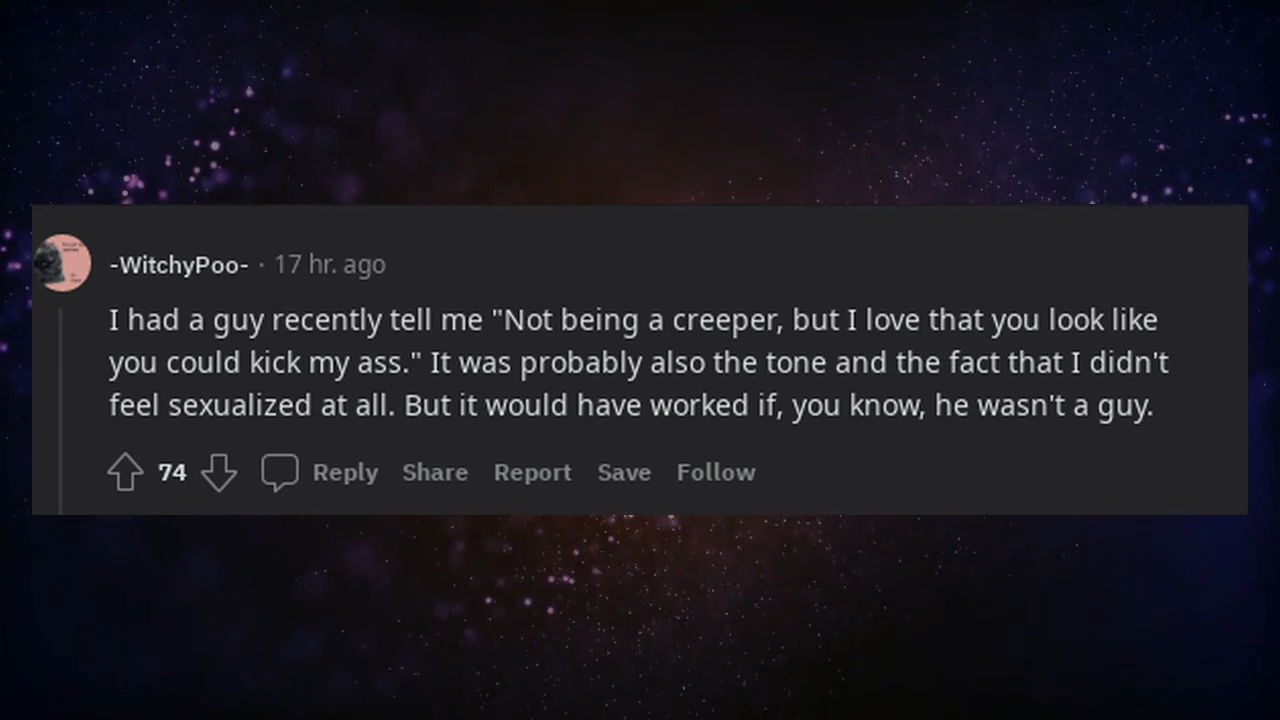 -WitchyPoo- · 17 hr. ago
I had a guy recently tell me "Not being a creeper, but I love that you look like
you could kick my ass." It was probably also the tone and the fact that I didn't
feel sexualized at all. But it would have worked if, you know, he wasn't a guy.
74 Reply Share Report Save Follow